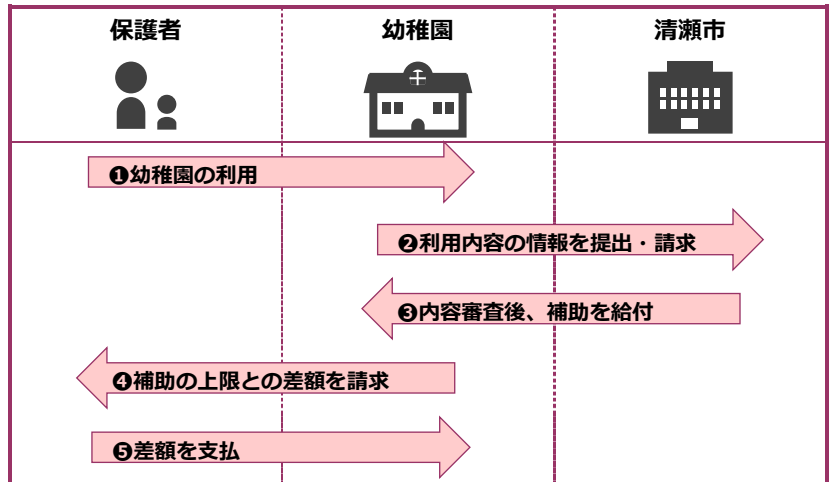 保護者
幼稚園
清瀬市
❶幼稚園の利用
❷利用内容の情報を提出・請求
❸内容審査後、補助を給付
❹補助の上限との差額を請求
❺差額を支払